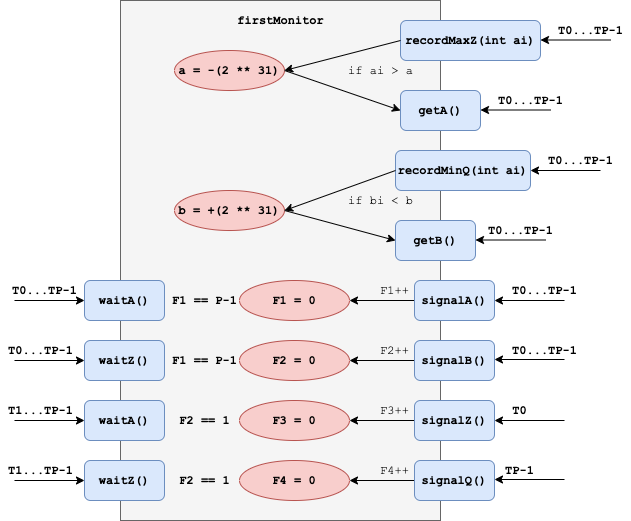 firstMonitor
recordMaxZ(int ai)
T0...TP-1
a = -(2 ** 31)
if ai > a
getA()
T0...TP-1
recordMinQ(int ai)
T0...TP-1
b = +(2 ** 31)
if bi < b
getB()
T0...TP-1
T0...TP-1
waitA()
F1 == P-1
F1 = 0
F1++
signalA()
T0...TP-1
T0...TP-1
waitZ()
F1 == P-1
F2 = 0
F2++
signalB()
T0...TP-1
T1...TP-1
waitA()
F2 == 1
F3 = 0
F3++
signalZ()
T0
T1...TP-1
waitZ()
F2 == 1
F4 = 0
F4++
signalQ()
TP-1